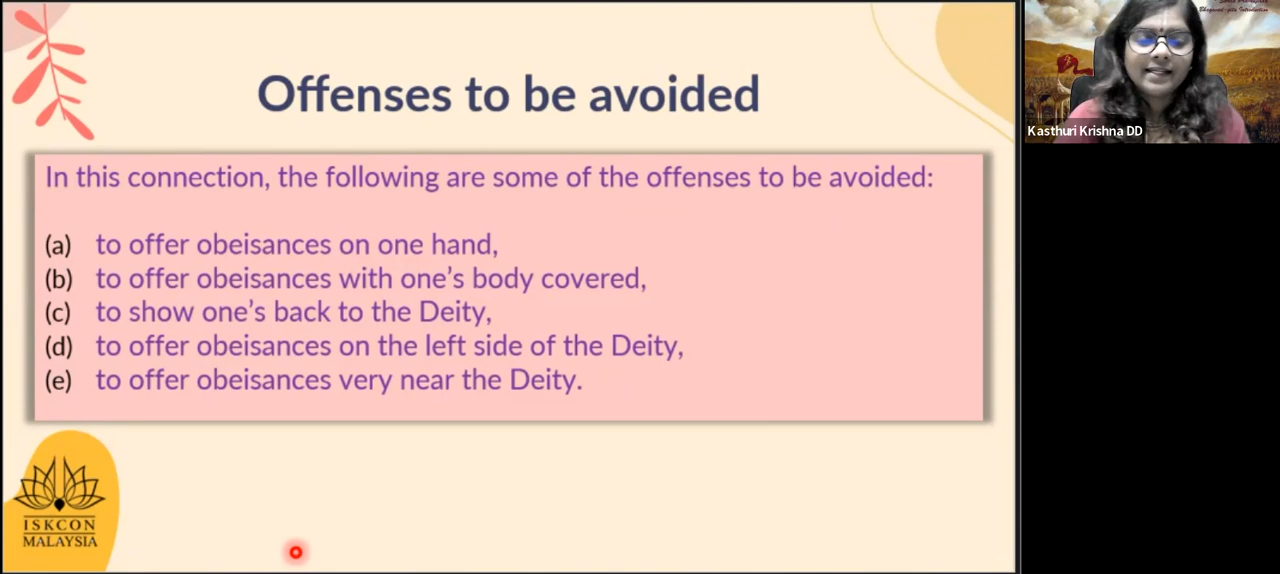 Offenses to be avoided
In this connection, the following are some of the offenses to be avoided:
(a) to offer obeisances on one hand,
(b) to offer obeisances with one's body covered,
(c) to show one's back to the Deity,
(d) to offer obeisances on the left side of the Deity,
(e) to offer obeisances very near the Deity.
ISKCON
MALAYSIA
Bhagavad-gita Introduction
Kasthuri Krishna DD